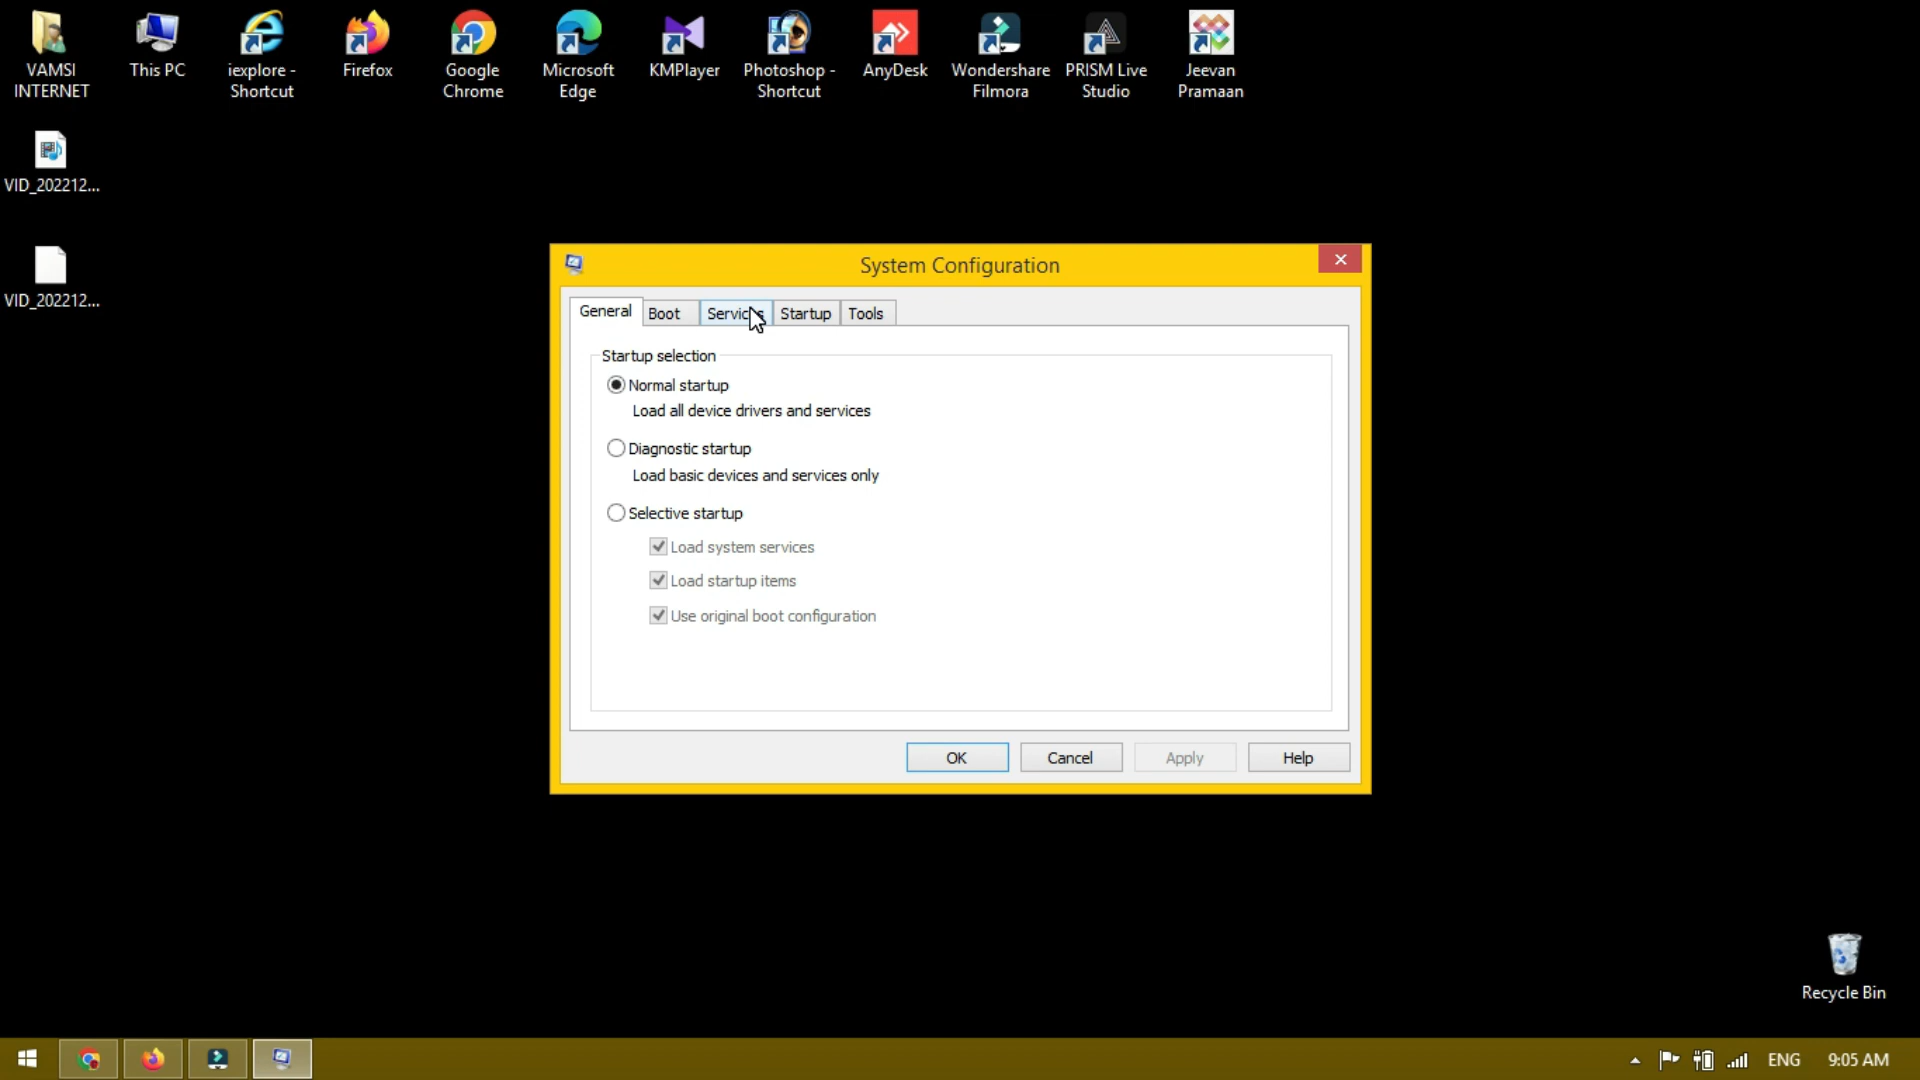 VAMSI
INTERNET
This PC
iexplore -
Shortcut
Firefox
Google
Chrome
Microsoft
Edge
KMPlayer
Photoshop -
Shortcut
AnyDesk
Wondershare
Filmora
PRISM Live
Studio
Jeevan
Pramaan
VID_202212...
VID_202212...
System Configuration
General
Boot
Services
Startup
Tools
Startup selection
Normal startup
Load all device drivers and services
Diagnostic startup
Load basic devices and services only
Selective startup
Load system services
Load startup items
Use original boot configuration
OK
Cancel
Apply
Help
Recycle Bin
ENG
9:05 AM